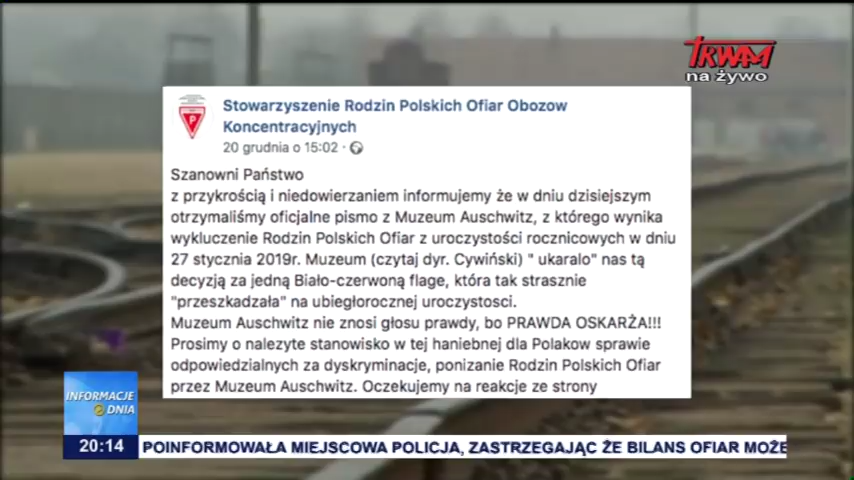 TRWAM
na żywo
P
Stowarzyszenie Rodzin Polskich Ofiar Obozow
Koncentracyjnych
20 grudnia o 15:02 ·
Szanowni Państwo
z przykrością i niedowierzaniem informujemy że w dniu dzisiejszym
otrzymaliśmy oficjalne pismo z Muzeum Auschwitz, z którego wynika
wykluczenie Rodzin Polskich Ofiar z uroczystości rocznicowych w dniu
27 stycznia 2019r. Muzeum (czytaj dyr. Cywiński) " ukaralo" nas tą
decyzją za jedną Biało-czerwoną flage, która tak strasznie
"przeszkadzała" na ubiegłorocznej uroczystosci.
Muzeum Auschwitz nie znosi głosu prawdy, bo PRAWDA OSKARŻA!!!
Prosimy o nalezyte stanowisko w tej haniebnej dla Polakow sprawie
odpowiedzialnych za dyskryminacje, ponizanie Rodzin Polskich Ofiar
przez Muzeum Auschwitz. Oczekujemy na reakcje ze strony
INFORMACJE
DNIA
20:14
POINFORMOWAŁA MIEJSCOWA POLICJA, ZASTRZEGAJĄC ŻE BILANS OFIAR MOŻE